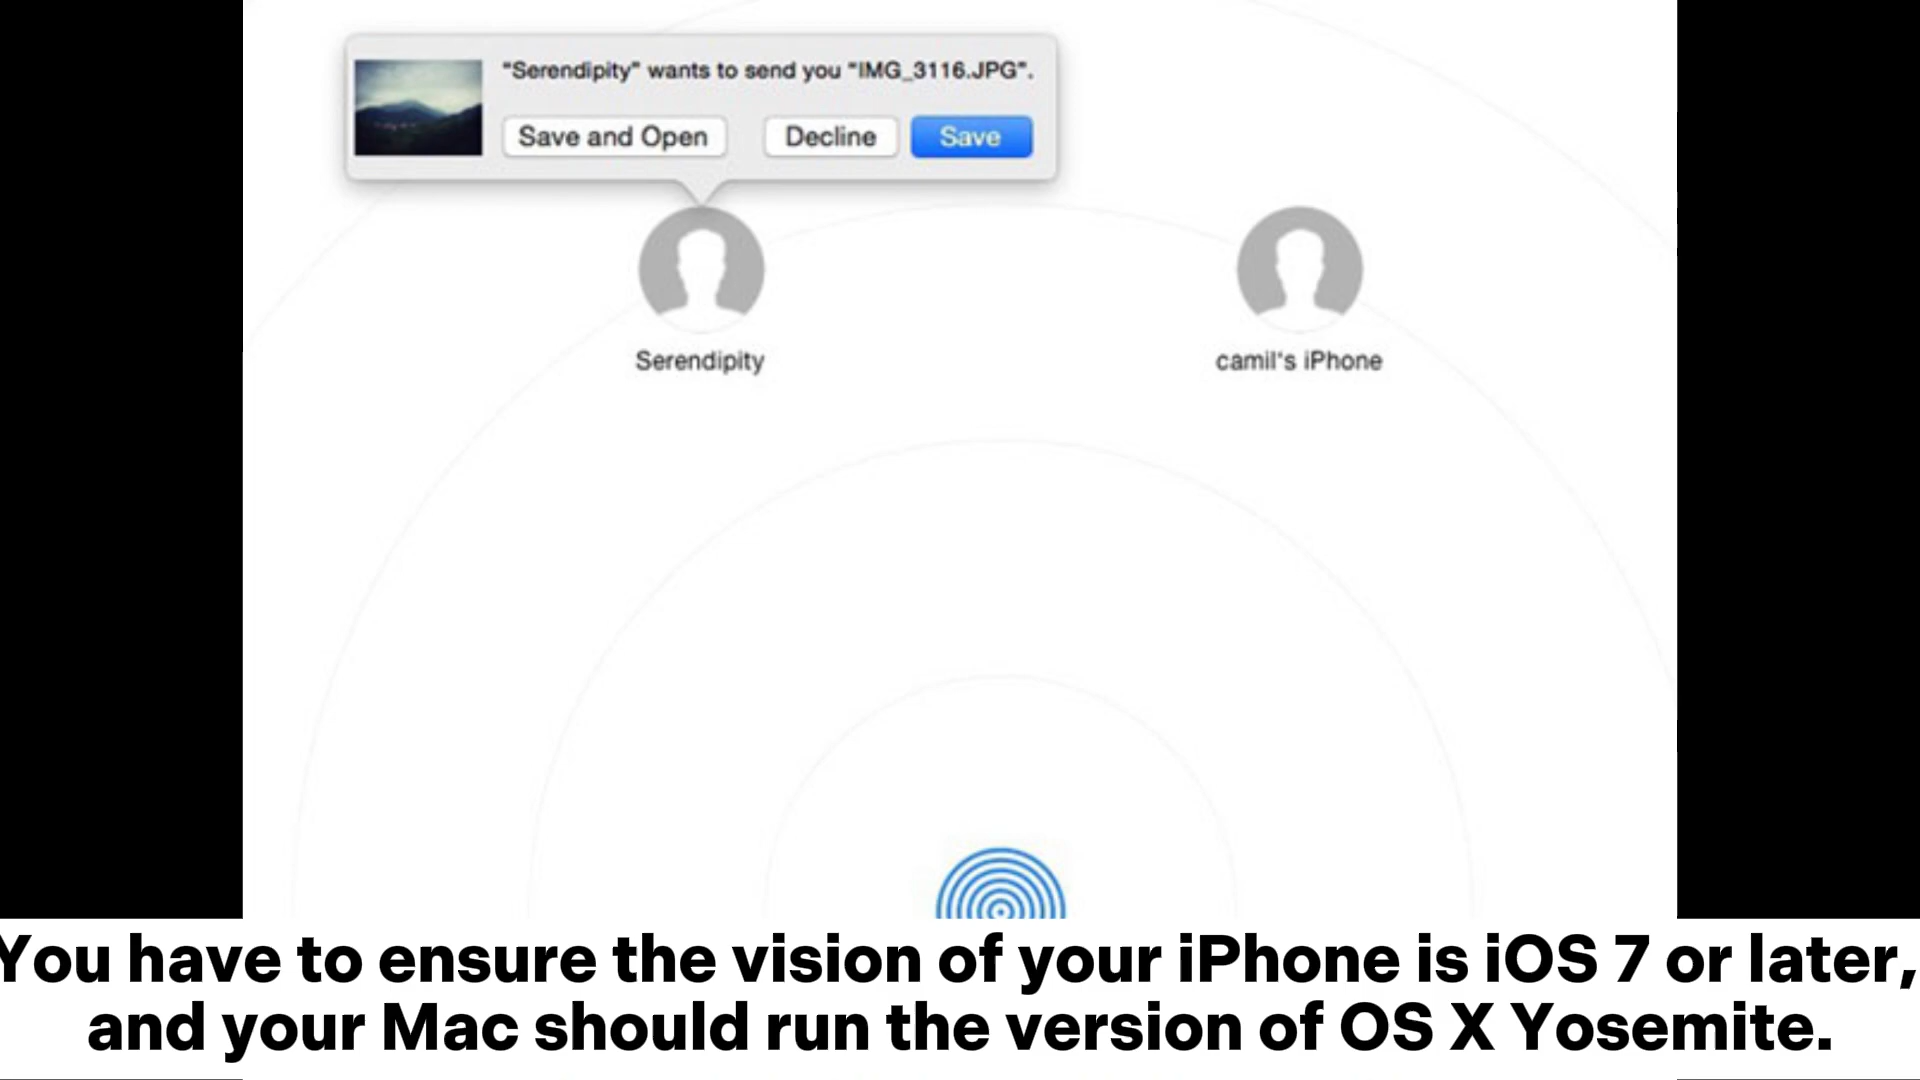 "Serendipity" wants to send you "IMG_3116.JPG".
Save and Open Decline Save
Serendipity camil's iPhone
You have to ensure the vision of your iPhone is iOS 7 or later,
and your Mac should run the version of OS X Yosemite.